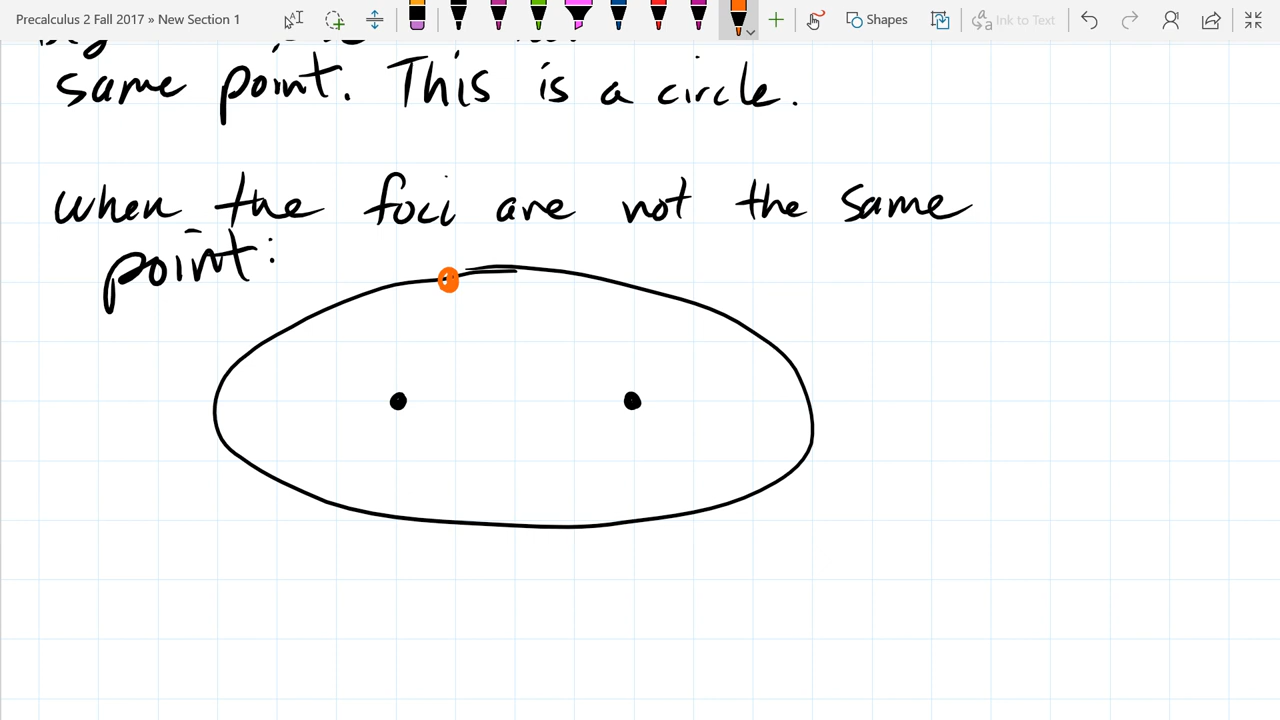 Precalculus 2 Fall 2017 » New Section 1
Shapes
Ink to Text
same point. This is a circle.
when the foci are not the same
point: